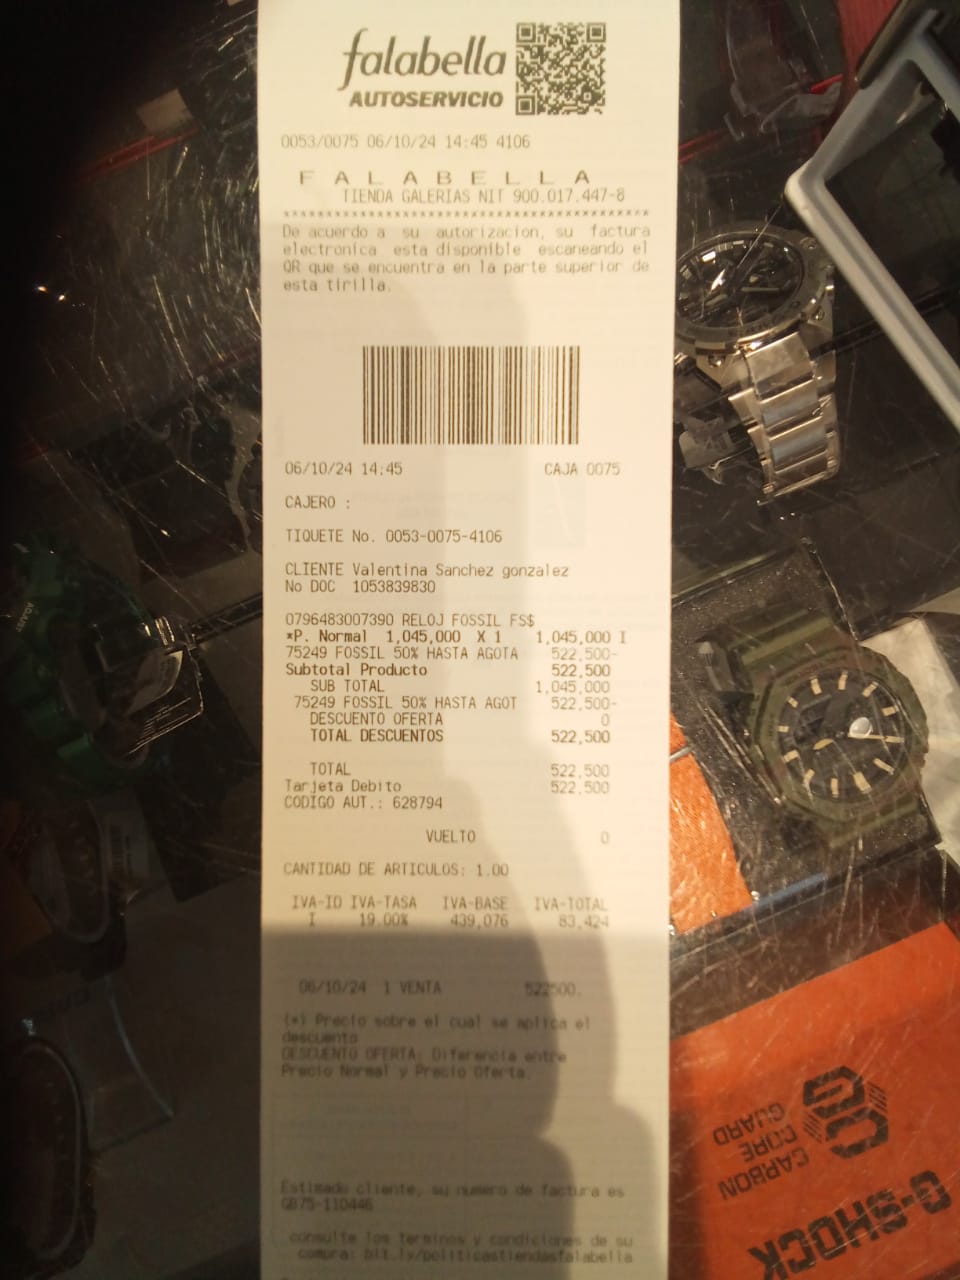 falabella
AUTOSERVICIO
0053/0075 06/10/24 14:45 4106
F A L A B E L L A
TIENDA GALERIAS NIT 900.017.447-8
De acuerdo a su autorizacion, su factura
electronica esta disponible escaneando el
QR que se encuentra en la parte superior de
esta tirilla.
06/10/24 14:45 CAJA 0075
CAJERO :
TIQUETE No. 0053-0075-4106
CLIENTE Valentina Sanchez gonzalez
No DOC 1053839830
0796483007390 RELOJ FOSSIL FS$
*P. Normal 1,045,000 X 1 1,045,000 I
75249 FOSSIL 50% HASTA AGOTA 522,500-
Subtotal Producto 522,500
SUB TOTAL 1,045,000
75249 FOSSIL 50% HASTA AGOT 522,500-
DESCUENTO OFERTA 0
TOTAL DESCUENTOS 522,500
TOTAL 522,500
Tarjeta Debito 522,500
CODIGO AUT.: 628794
VUELTO 0
CANTIDAD DE ARTICULOS: 1.00
IVA-ID IVA-TASA IVA-BASE IVA-TOTAL
I 19.00% 439,076 83,424
06/10/24 1 VENTA 522500.
(*) Precio sobre el cual se aplica el
descuento
DESCUENTO OFERTA: Diferencia entre
Precio Normal y Precio Oferta.
Estimado cliente, su numero de factura es
GB75-110446
consulte los terminos y condiciones de su
compra: bit.ly/politicastiendasfalabella
CARBON
CORE
GUARD
G-SHOCK